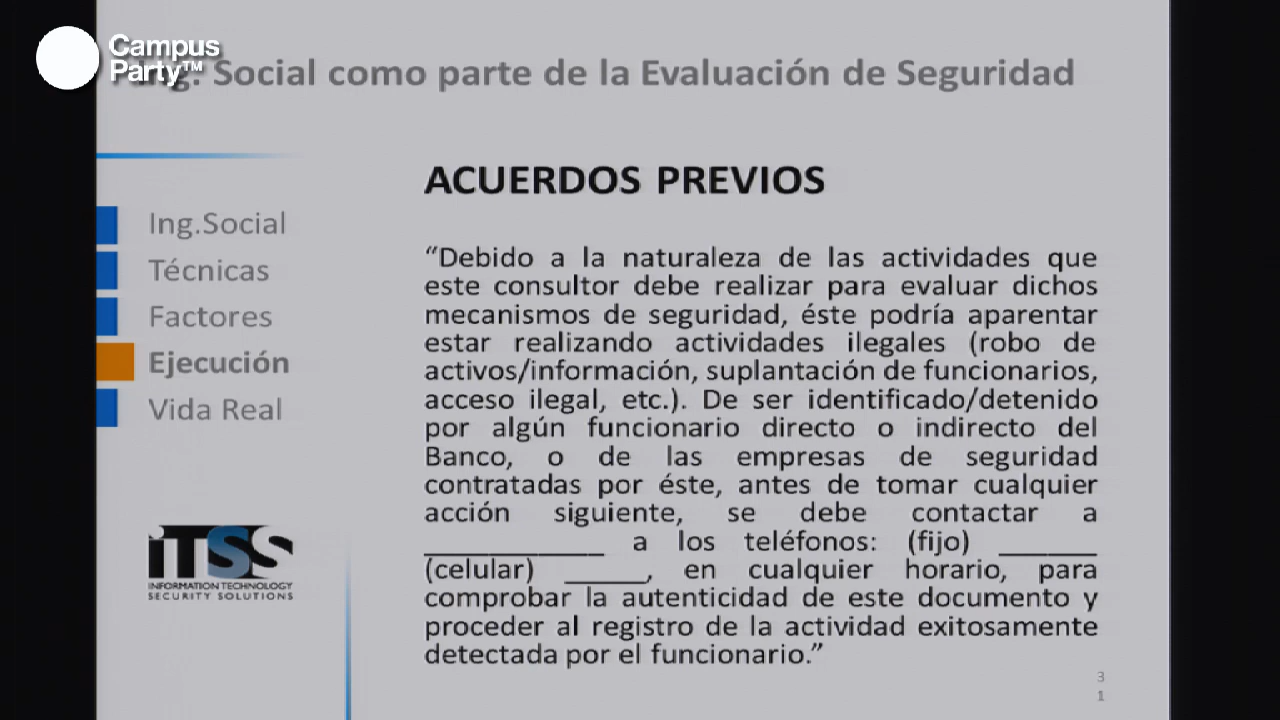 Campus
Party™
Ing. Social como parte de la Evaluación de Seguridad
ACUERDOS PREVIOS
Ing.Social
Técnicas
Factores
Ejecución
Vida Real
“Debido a la naturaleza de las actividades que
este consultor debe realizar para evaluar dichos
mecanismos de seguridad, éste podría aparentar
estar realizando actividades ilegales (robo de
activos/información, suplantación de funcionarios,
acceso ilegal, etc.). De ser identificado/detenido
por algún funcionario directo o indirecto del
Banco, o de las empresas de seguridad
contratadas por éste, antes de tomar cualquier
acción siguiente, se debe contactar a
____________ a los teléfonos: (fijo) _______
(celular) ______, en cualquier horario, para
comprobar la autenticidad de este documento y
proceder al registro de la actividad exitosamente
detectada por el funcionario.”
iTSS
INFORMATION TECHNOLOGY
SECURITY SOLUTIONS
3
1